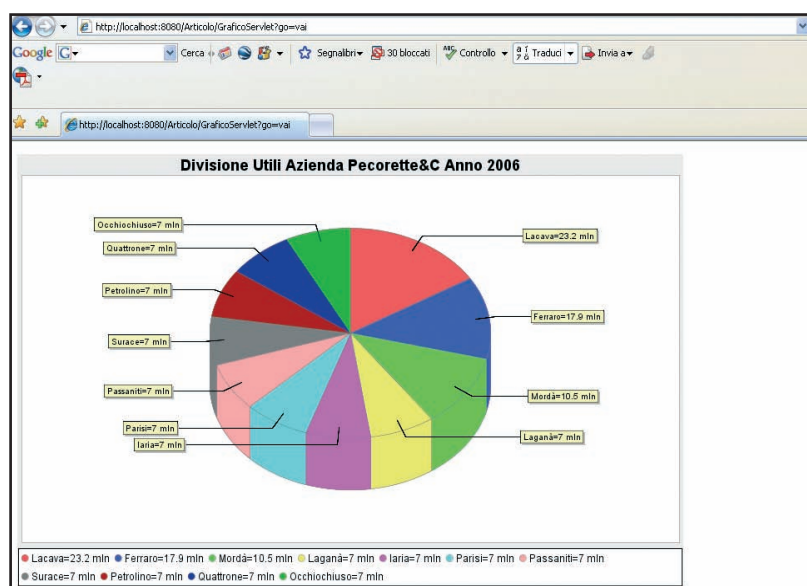 http://localhost:8080/Articolo/GraficoServlet?go=vai
Google G Cerca Segnalibri 30 bloccati ABC Controllo Traduci Invia a
http://localhost:8080/Articolo/GraficoServlet?go=vai
Divisione Utili Azienda Pecorette&C Anno 2006
Occhiochiuso=7 mln
Lacava=23.2 mln
Quattrone=7 mln
Petrolino=7 mln
Ferraro=17.9 mln
Surace=7 mln
Passaniti=7 mln
Mordà=10.5 mln
Parisi=7 mln
Laganà=7 mln
Iaria=7 mln
Lacava=23.2 mln Ferraro=17.9 mln Mordà=10.5 mln Laganà=7 mln Iaria=7 mln Parisi=7 mln Passaniti=7 mln
Surace=7 mln Petrolino=7 mln Quattrone=7 mln Occhiochiuso=7 mln